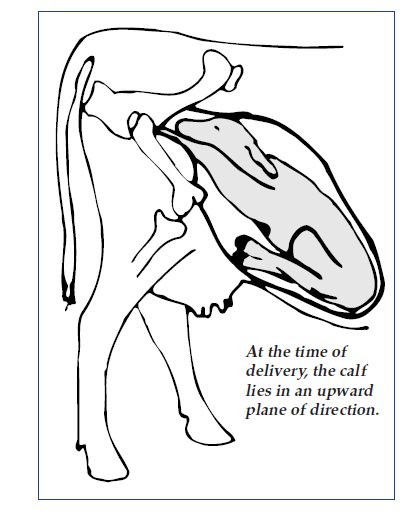 At the time of
delivery, the calf
lies in an upward
plane of direction.